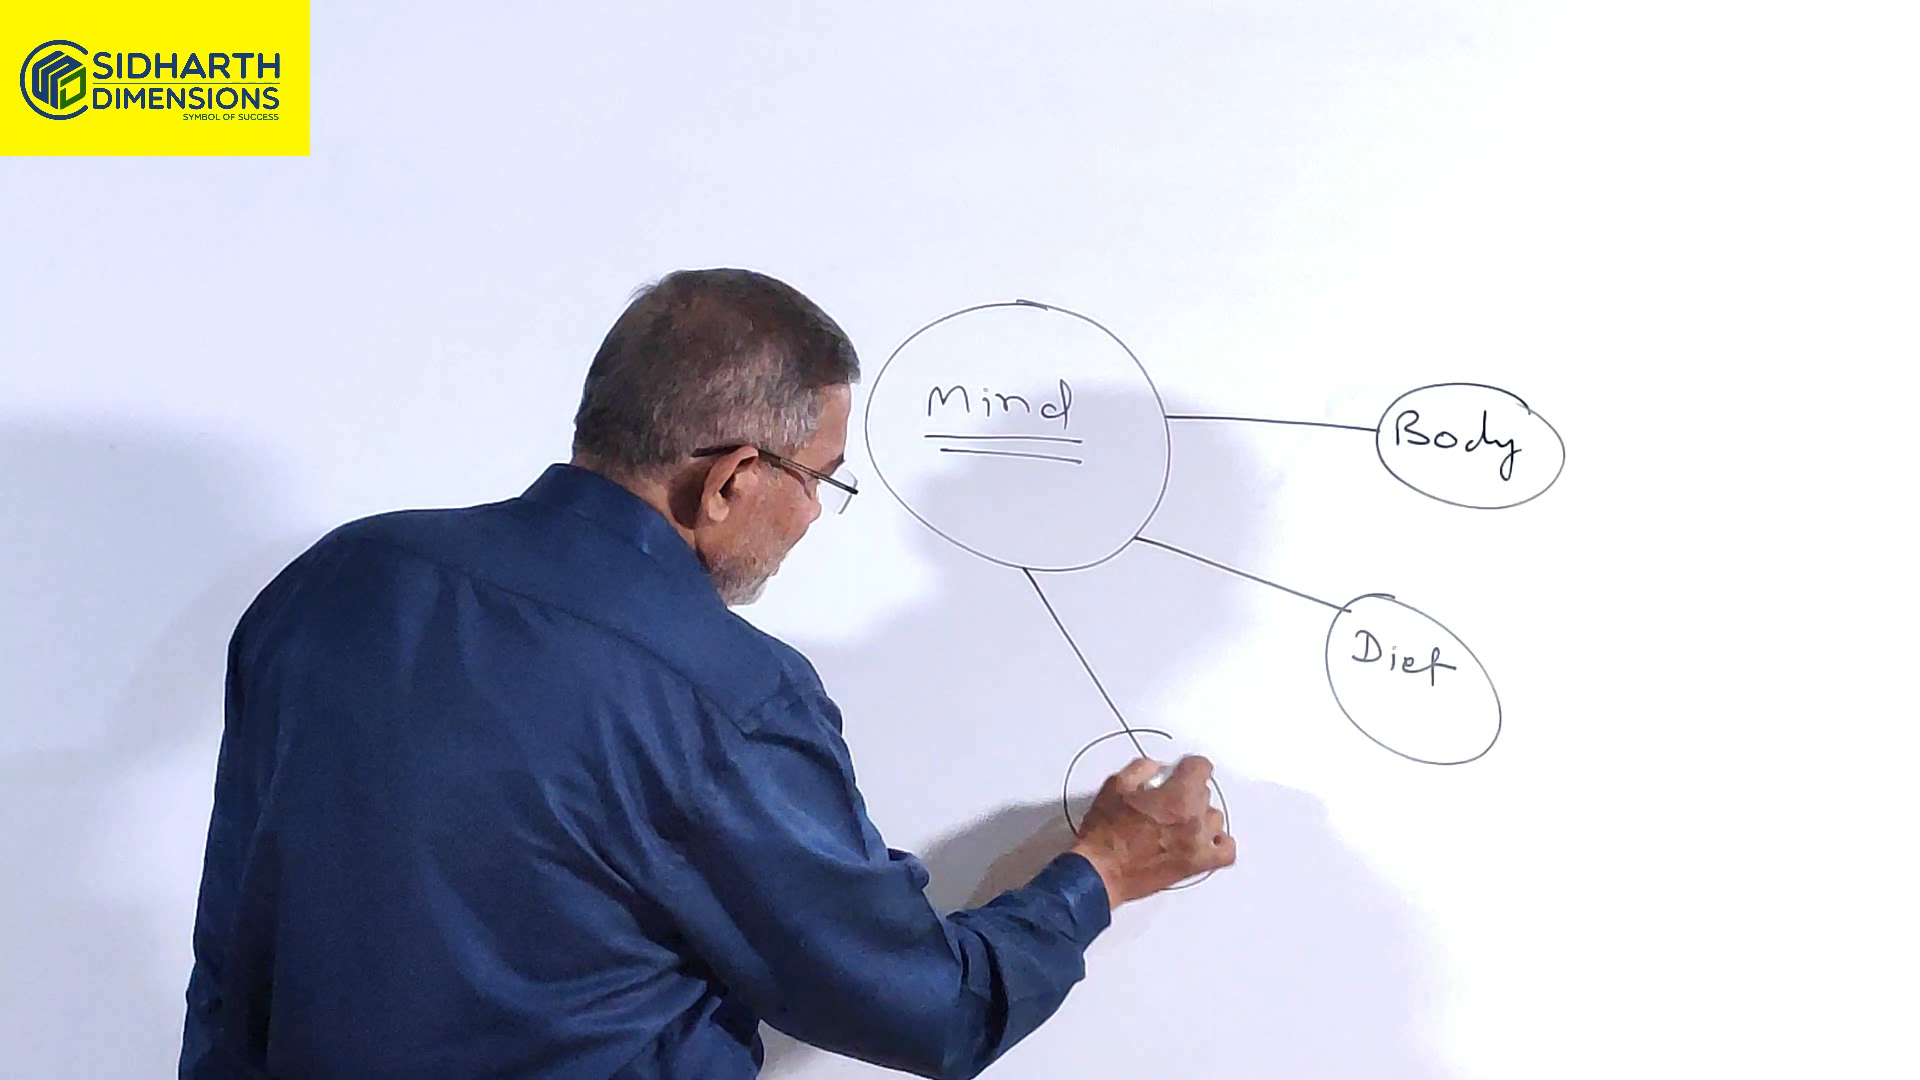 SIDHARTH
DIMENSIONS
SYMBOL OF SUCCESS
Mind
Body
Diet